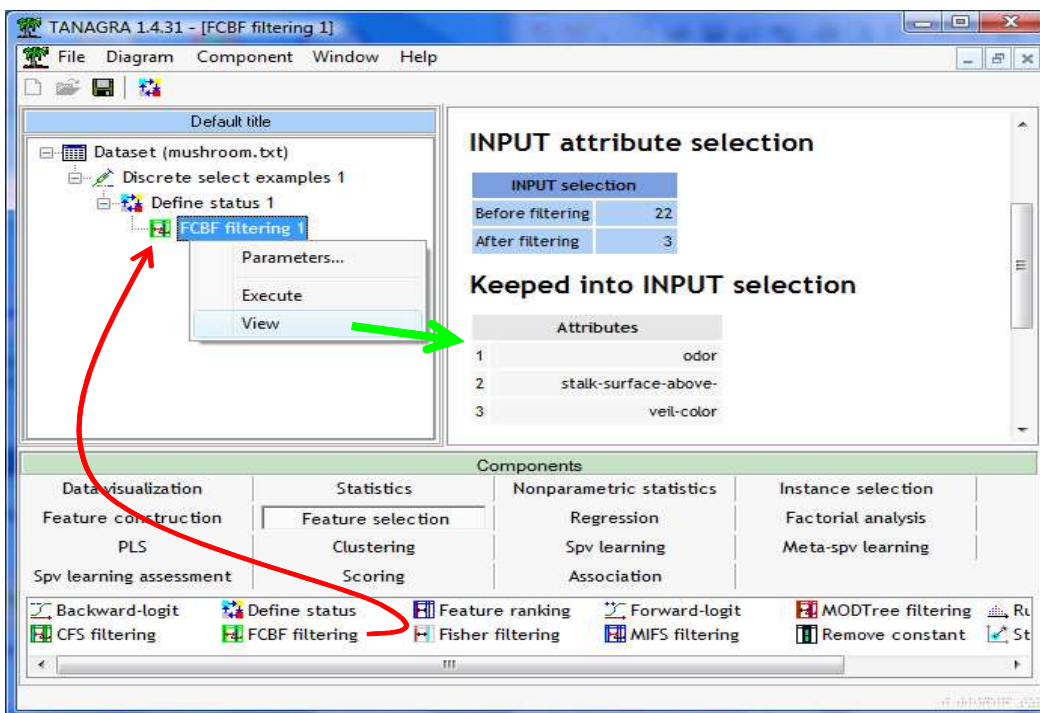 TANAGRA 1.4.31 - [FCBF filtering 1]
File Diagram Component Window Help
Default title
Dataset (mushroom.txt)
Discrete select examples 1
Define status 1
FCBF filtering 1
Parameters...
Execute
View
INPUT attribute selection
INPUT selection
Before filtering 22
After filtering 3
Keeped into INPUT selection
Attributes
1 odor
2 stalk-surface-above-
3 veil-color
Components
Data visualization Statistics Nonparametric statistics Instance selection
Feature construction Feature selection Regression Factorial analysis
PLS Clustering Spv learning Meta-spv learning
Spv learning assessment Scoring Association
Backward-logit Define status Feature ranking Forward-logit MODTree filtering Ru
CFS filtering FCBF filtering Fisher filtering MIFS filtering Remove constant St